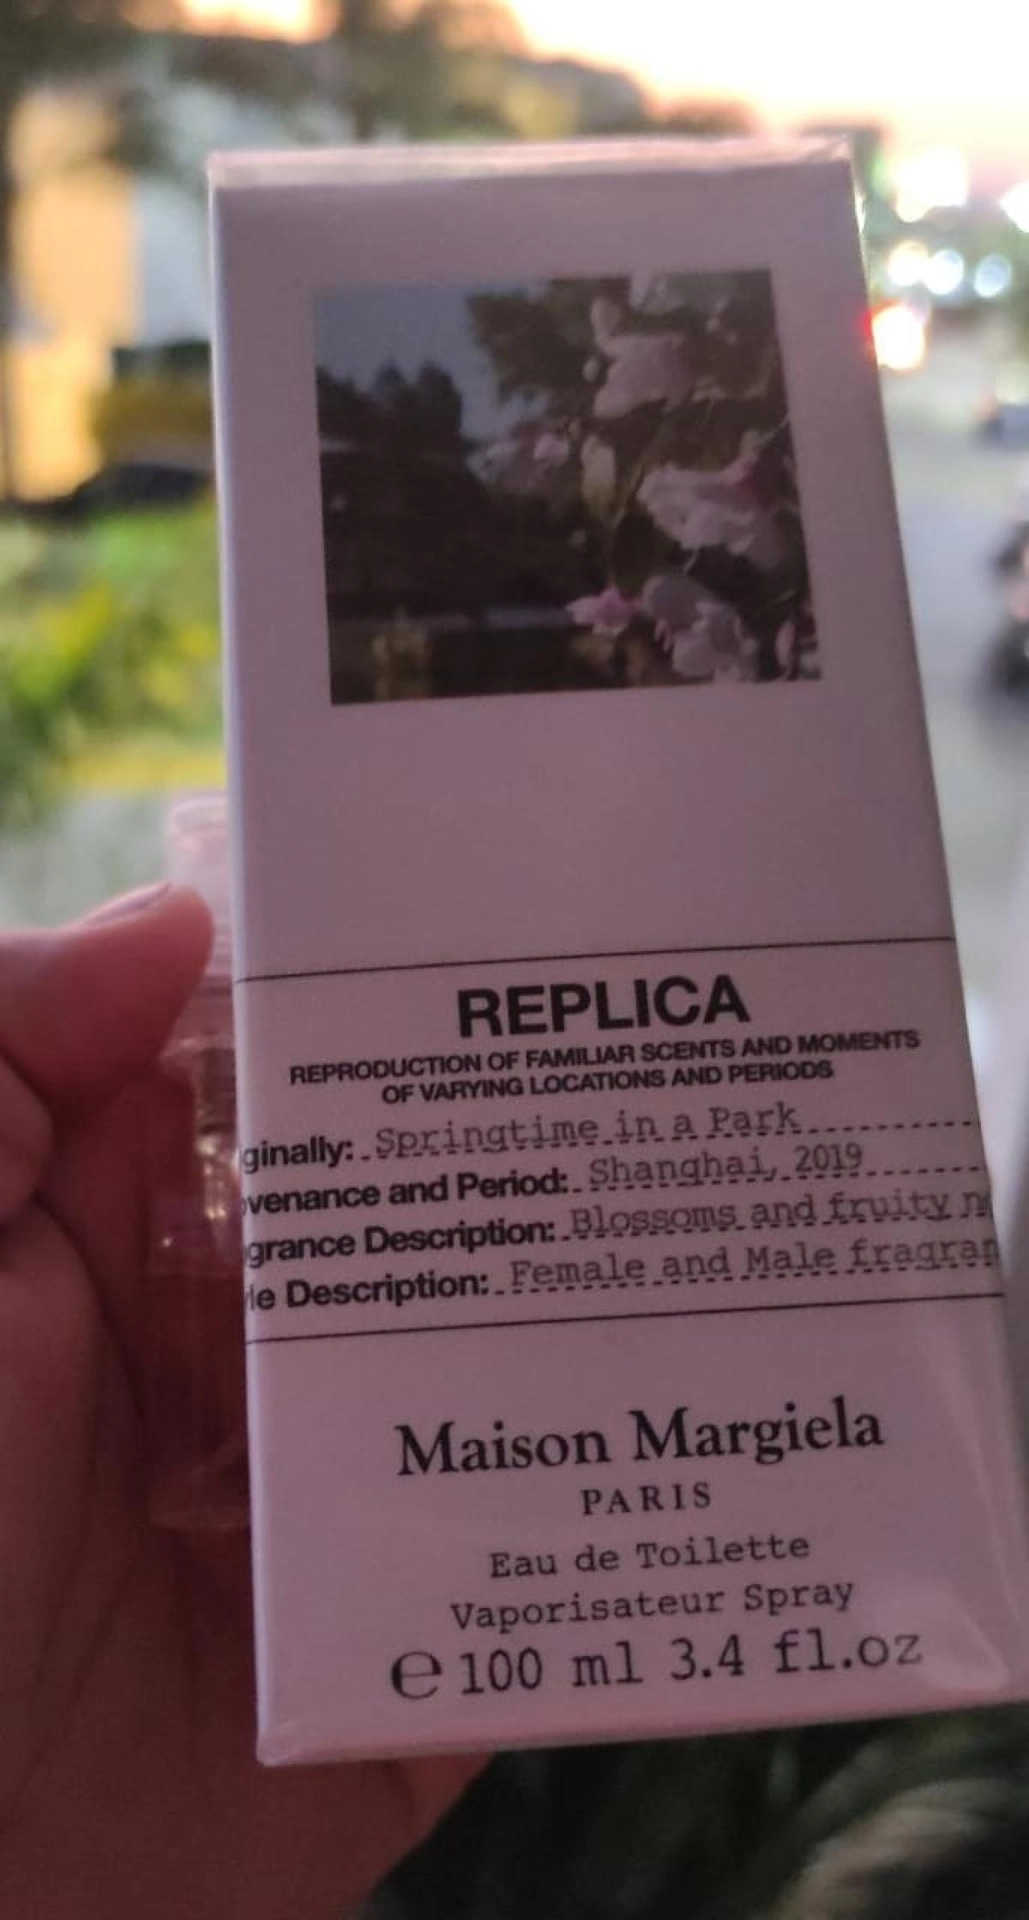 REPLICA
REPRODUCTION OF FAMILIAR SCENTS AND MOMENTS
OF VARYING LOCATIONS AND PERIODS
ginally: Springtime in a Park
venance and Period: Shanghai, 2019
grance Description: Blossoms and fruity n
le Description: Female and Male fragran
Maison Margiela
PARIS
Eau de Toilette
Vaporisateur Spray
℮ 100 ml 3.4 fl.oz